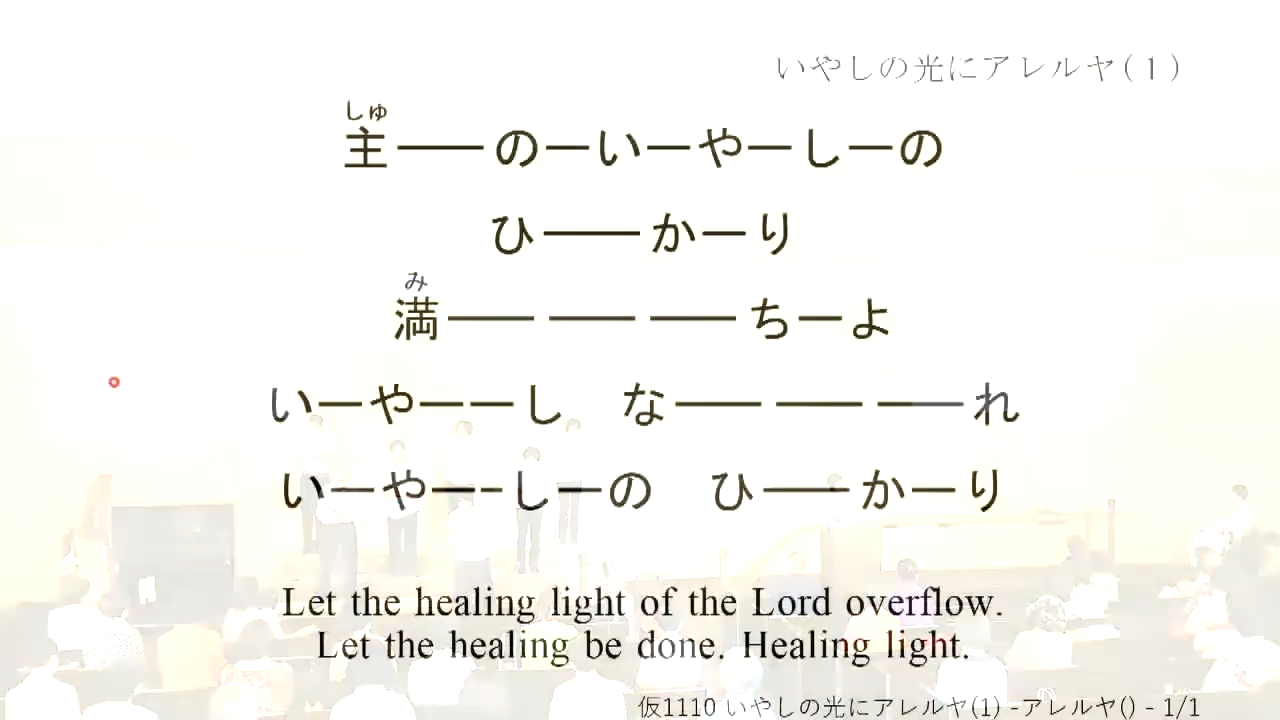 いやしの光にアレルヤ(１)
しゅ
主――の―い―や―し―の
ひ――か―り
み
満―― ―― ――ち―よ
い―や――し　な―― ―― ――れ
い―や――し―の　ひ――か―り
Let the healing light of the Lord overflow.
Let the healing be done. Healing light.
仮1110 いやしの光にアレルヤ(1) -アレルヤ() - 1/1